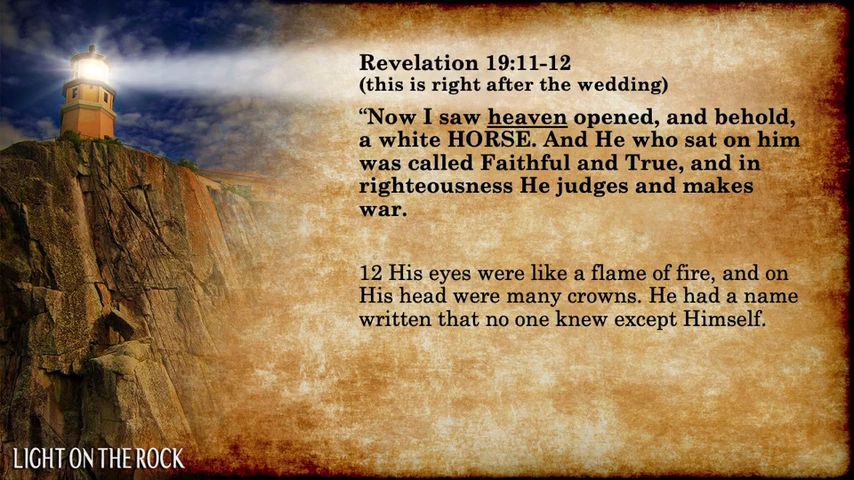 Revelation 19:11-12
(this is right after the wedding)
“Now I saw heaven opened, and behold,
a white HORSE. And He who sat on him
was called Faithful and True, and in
righteousness He judges and makes
war.
12 His eyes were like a flame of fire, and on
His head were many crowns. He had a name
written that no one knew except Himself.
LIGHT ON THE ROCK